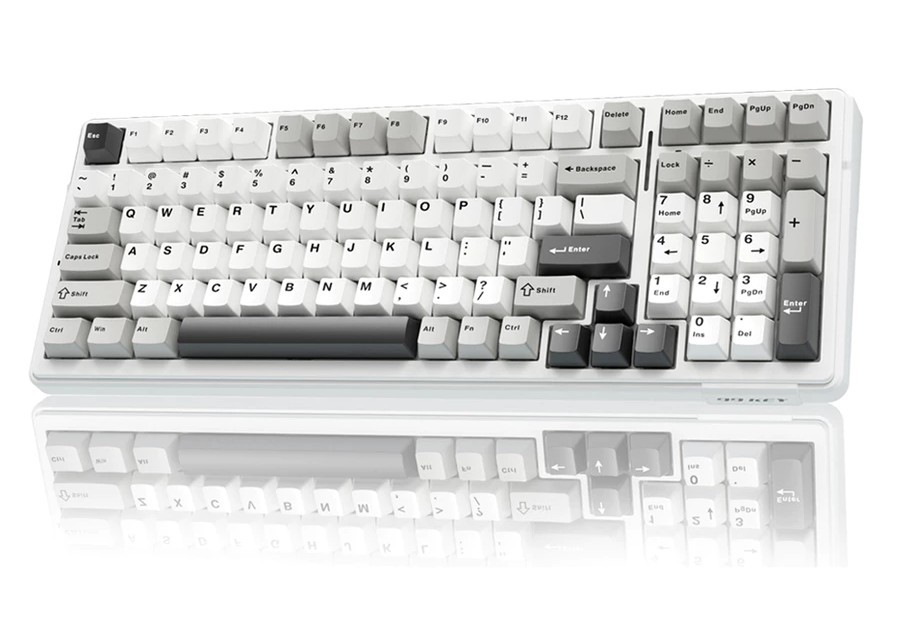 Esc F1 F2 F3 F4 F5 F6 F7 F8 F9 F10 F11 F12 Delete Home End PgUp PgDn
~ ! @ # $ % ^ & * ( ) — +
` 1 2 3 4 5 6 7 8 9 0 - = ← Backspace Lock ÷ × −
Tab Q W E R T Y U I O P { } | 7 8 9 +
[ ] \ Home ↑ PgUp
Caps Lock A S D F G H J K L : " Enter 4 5 6
; ' ← →
Shift Z X C V B N M < > ? Shift ↑ 1 2 3 Enter
, . / End ↓ PgDn
Ctrl Win Alt Alt Fn Ctrl ← ↓ → 0 .
Ins Del